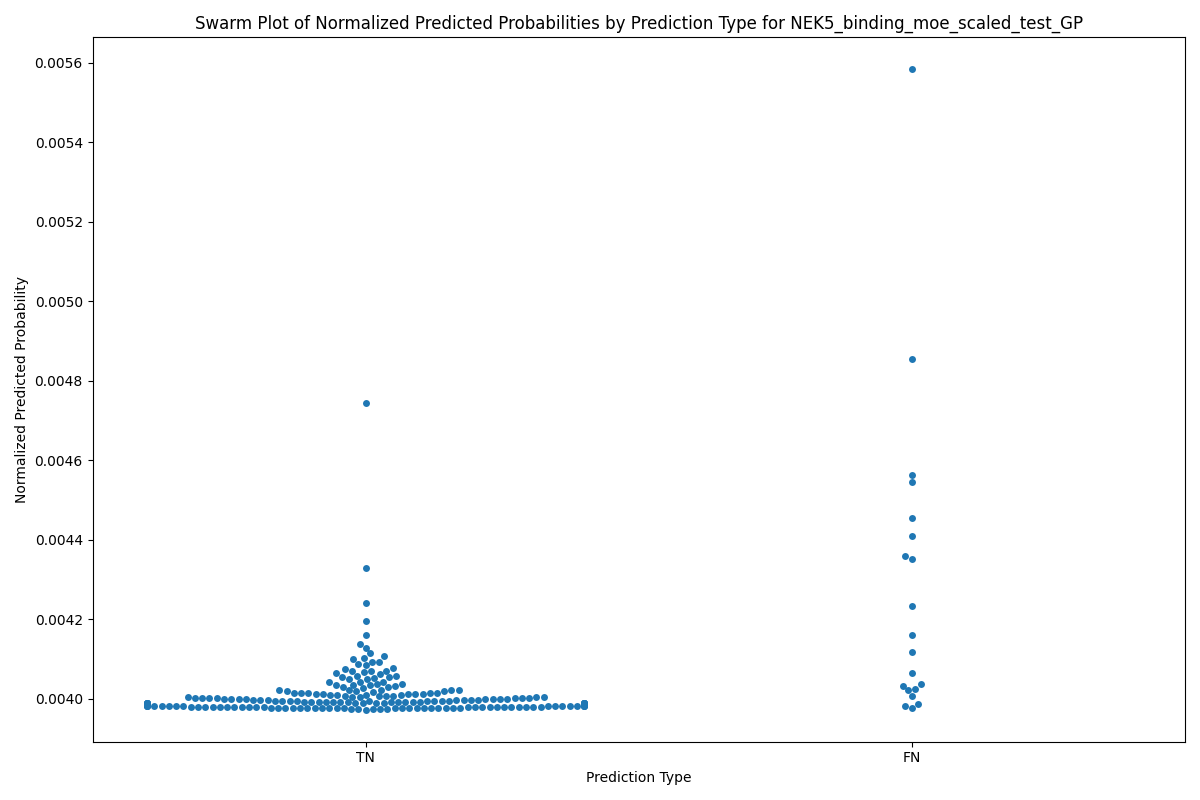 Swarm Plot of Normalized Predicted Probabilities by Prediction Type for NEK5_binding_moe_scaled_test_GP
0.0056
0.0054
0.0052
0.0050
0.0048
0.0046
0.0044
0.0042
0.0040
Normalized Predicted Probability
TN
FN
Prediction Type